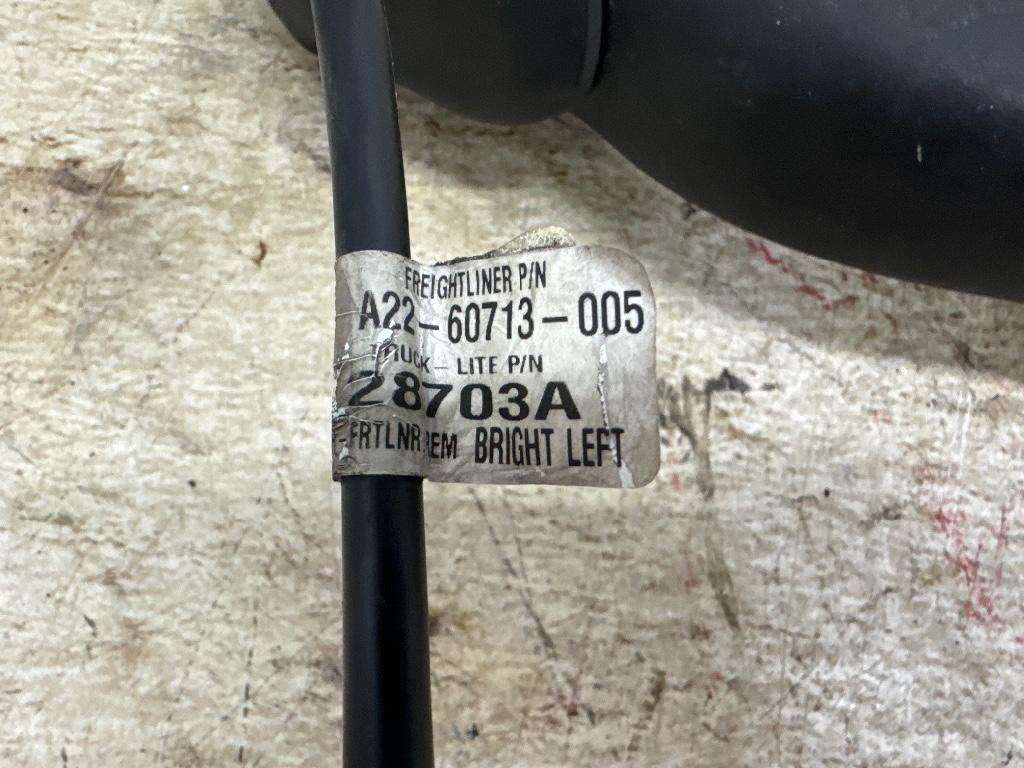 FREIGHTLINER P/N
A22-60713-005
TRUCK-LITE P/N
28703A
-FRTLNR REM BRIGHT LEFT